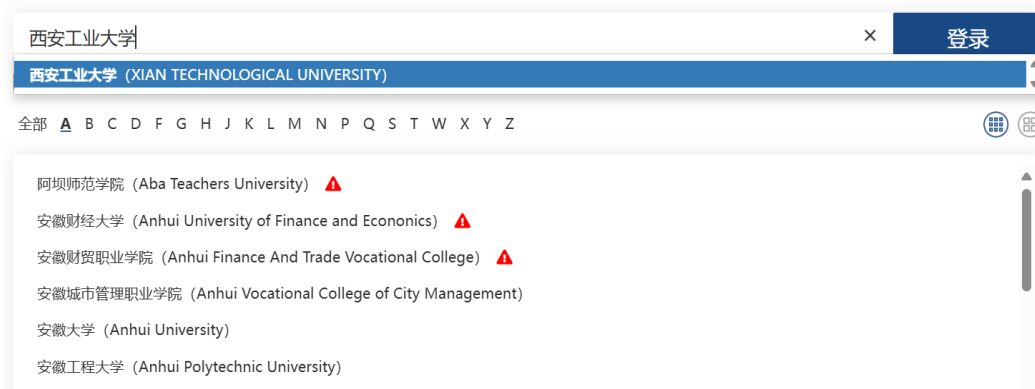 西安工业大学
登录
西安工业大学（XIAN TECHNOLOGICAL UNIVERSITY）
全部 A B C D F G H J K L M N P Q S T W X Y Z
阿坝师范学院（Aba Teachers University）
安徽财经大学（Anhui University of Finance and Econonics）
安徽财贸职业学院（Anhui Finance And Trade Vocational College）
安徽城市管理职业学院（Anhui Vocational College of City Management）
安徽大学（Anhui University）
安徽工程大学（Anhui Polytechnic University）